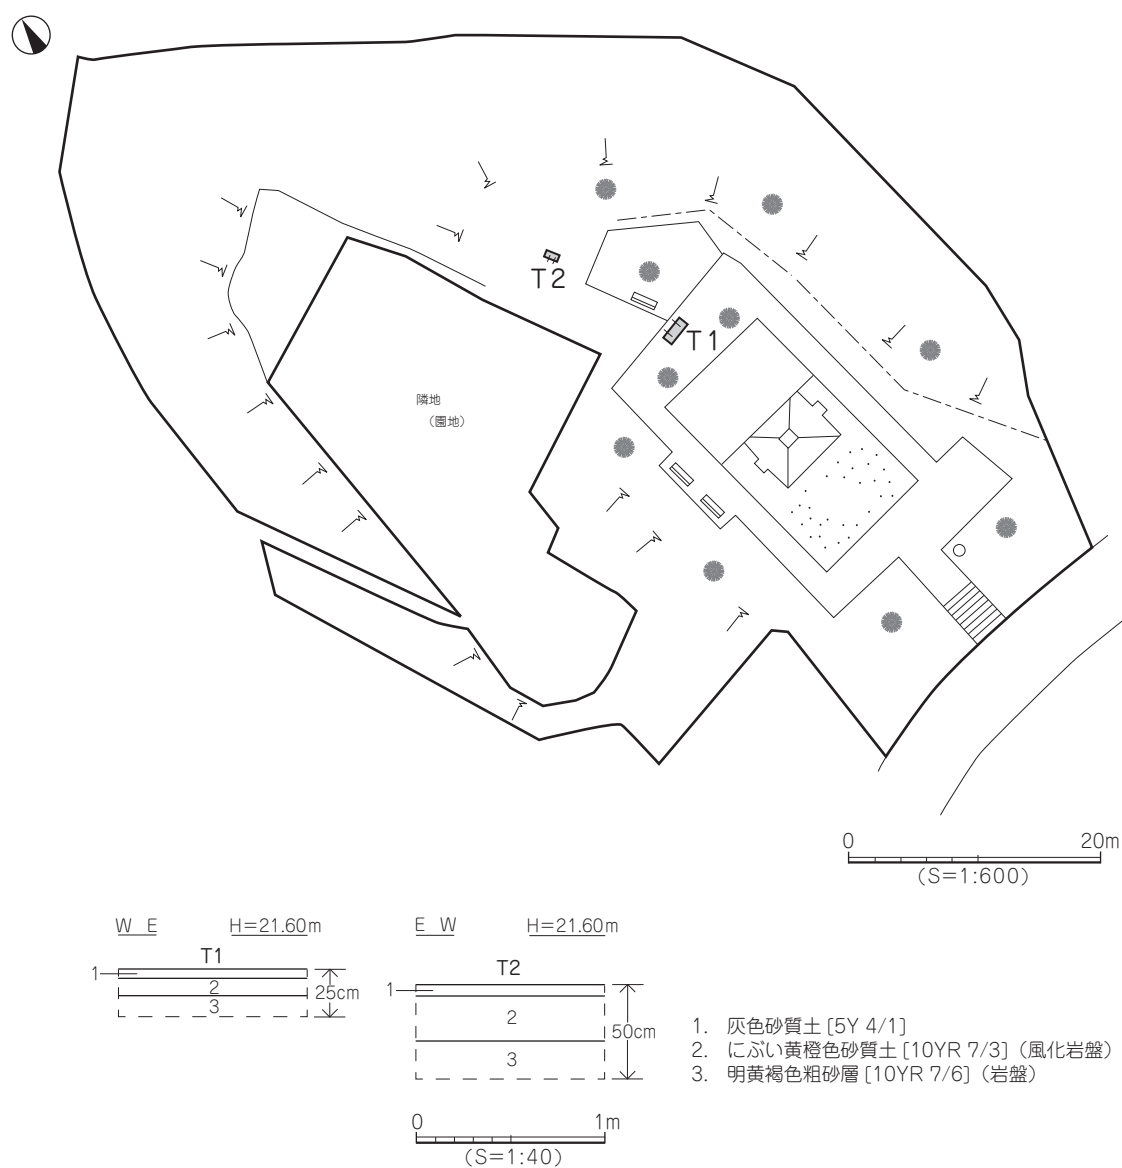 T2
T1
隣地
（園地）
0 20m
（S=1:600）
W E H=21.60m
T1
1
2
3
25cm
E W H=21.60m
T2
1
2
3
50cm
0 1m
（S=1:40）
1. 灰色砂質土［5Y 4/1］
2. にぶい黄橙色砂質土［10YR 7/3］（風化岩盤）
3. 明黄褐色粗砂層［10YR 7/6］（岩盤）